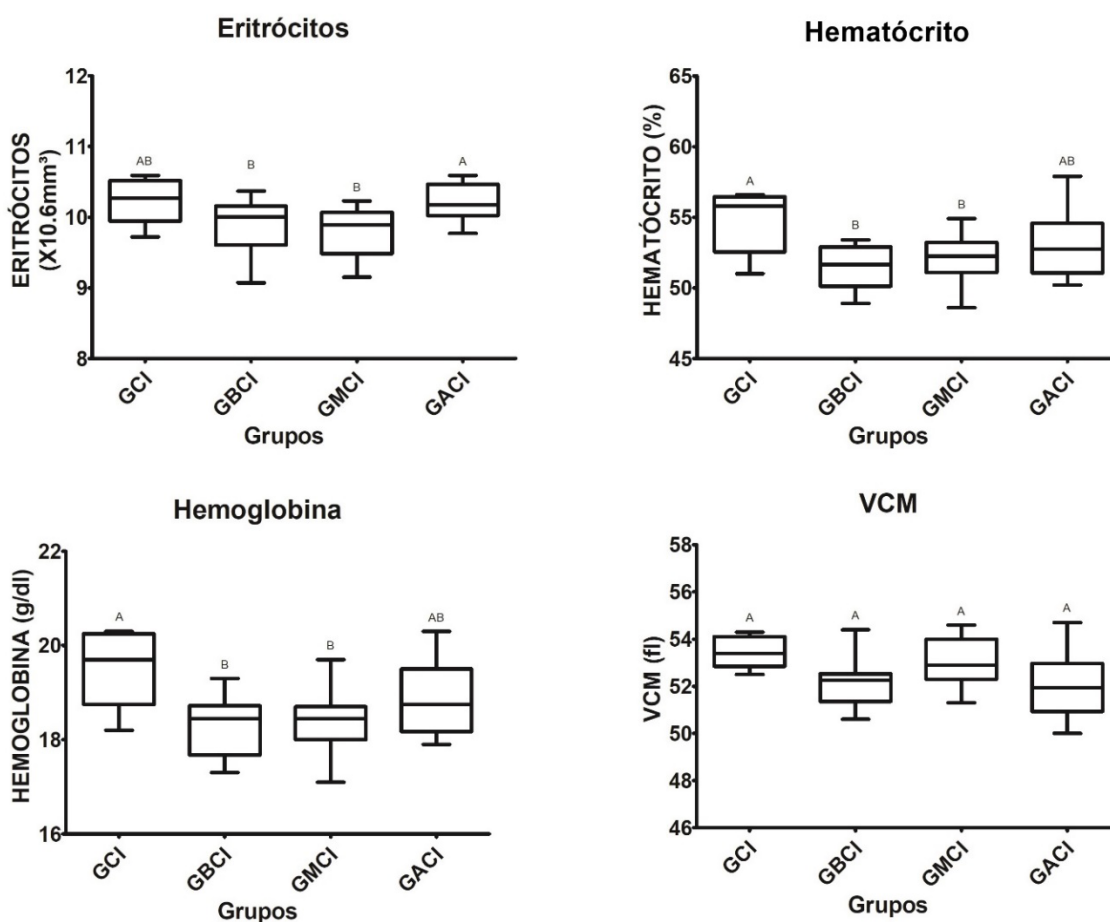 Eritrócitos
ERITRÓCITOS
(X10.6mm³)
12
11
10
9
8
AB
B
B
A
GCI
GBCI
GMCI
GACI
Grupos
Hematócrito
HEMATÓCRITO (%)
65
60
55
50
45
A
B
B
AB
GCI
GBCI
GMCI
GACI
Grupos
Hemoglobina
HEMOGLOBINA (g/dl)
22
20
18
16
A
B
B
AB
GCI
GBCI
GMCI
GACI
Grupos
VCM
VCM (fl)
58
56
54
52
50
48
46
A
A
A
A
GCI
GBCI
GMCI
GACI
Grupos